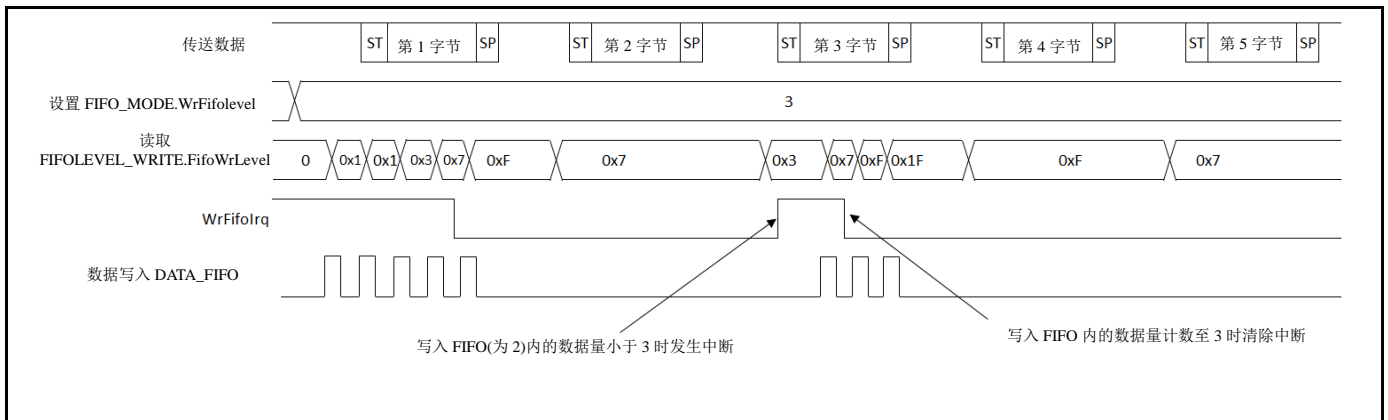 传送数据
ST 第 1 字节 SP ST 第 2 字节 SP ST 第 3 字节 SP ST 第 4 字节 SP ST 第 5 字节 SP
设置 FIFO_MODE.WrFifolevel
3
读取
FIFOLEVEL_WRITE.FifoWrLevel
0 0x1 0x1 0x3 0x7 0xF 0x7 0x3 0x7 0xF 0x1F 0xF 0x7
WrFifoIrq
数据写入 DATA_FIFO
写入 FIFO(为 2)内的数据量小于 3 时发生中断
写入 FIFO 内的数据量计数至 3 时清除中断